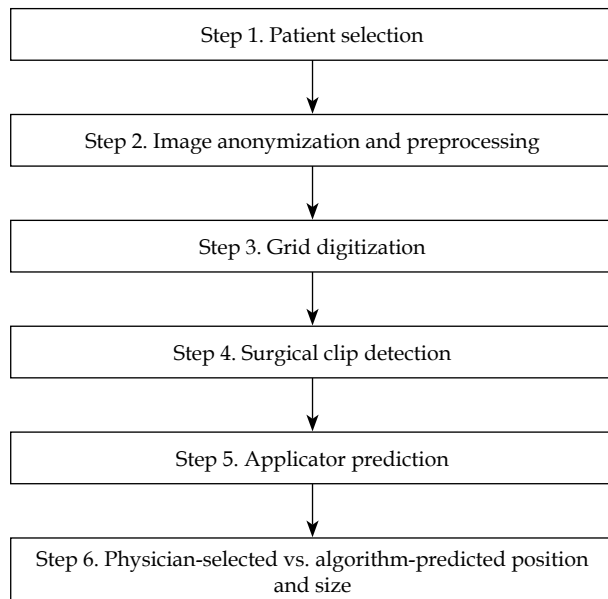 Step 1. Patient selection
Step 2. Image anonymization and preprocessing
Step 3. Grid digitization
Step 4. Surgical clip detection
Step 5. Applicator prediction
Step 6. Physician-selected vs. algorithm-predicted position
and size